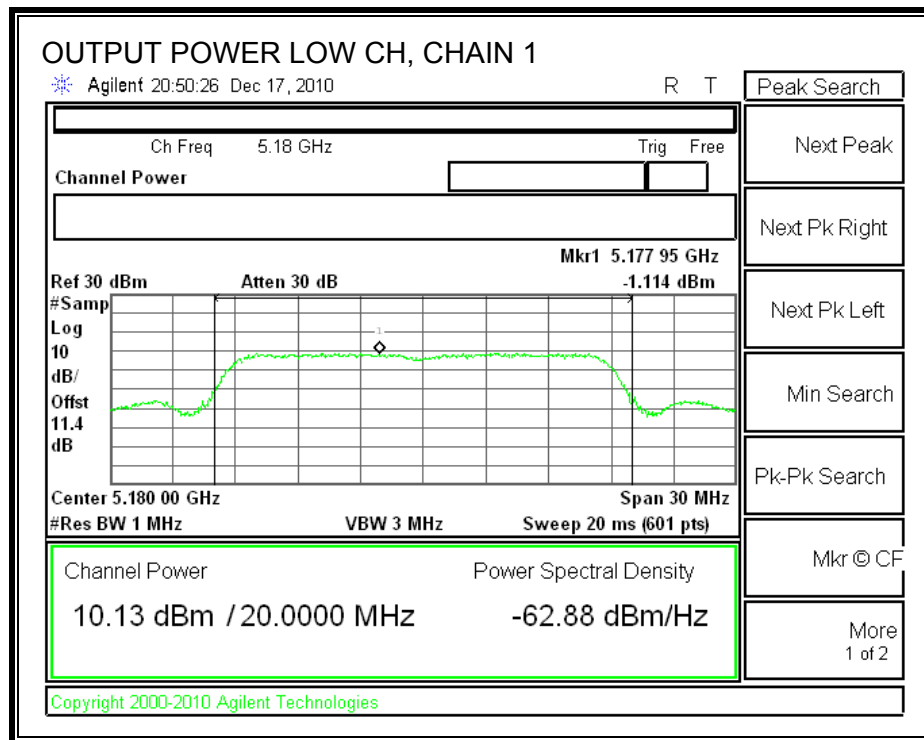 OUTPUT POWER LOW CH, CHAIN 1
Agilent 20:50:26 Dec 17, 2010 R T
Peak Search
Ch Freq 5.18 GHz Trig Free
Next Peak
Channel Power
Next Pk Right
Mkr1 5.177 95 GHz
Ref 30 dBm Atten 30 dB -1.114 dBm
#Samp
Log
10
dB/
Offst
11.4
dB
1
Next Pk Left
Min Search
Pk-Pk Search
Center 5.180 00 GHz Span 30 MHz
#Res BW 1 MHz VBW 3 MHz Sweep 20 ms (601 pts)
Channel Power Power Spectral Density
10.13 dBm / 20.0000 MHz -62.88 dBm/Hz
Mkr © CF
More
1 of 2
Copyright 2000-2010 Agilent Technologies